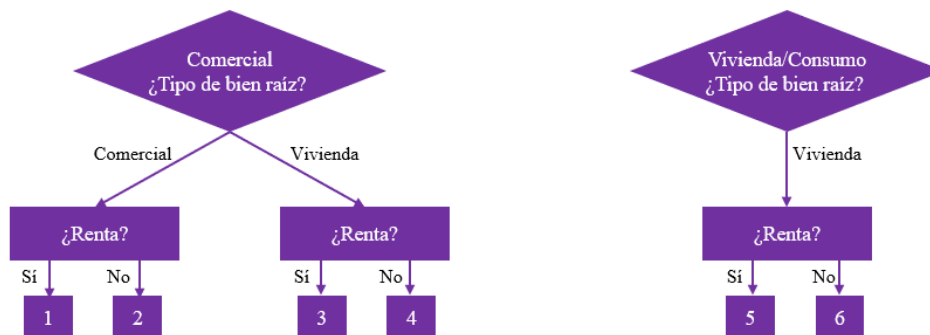 Comercial
¿Tipo de bien raíz?
Vivienda/Consumo
¿Tipo de bien raíz?
Comercial
Vivienda
Vivienda
¿Renta?
¿Renta?
¿Renta?
Sí
No
Sí
No
Sí
No
1
2
3
4
5
6